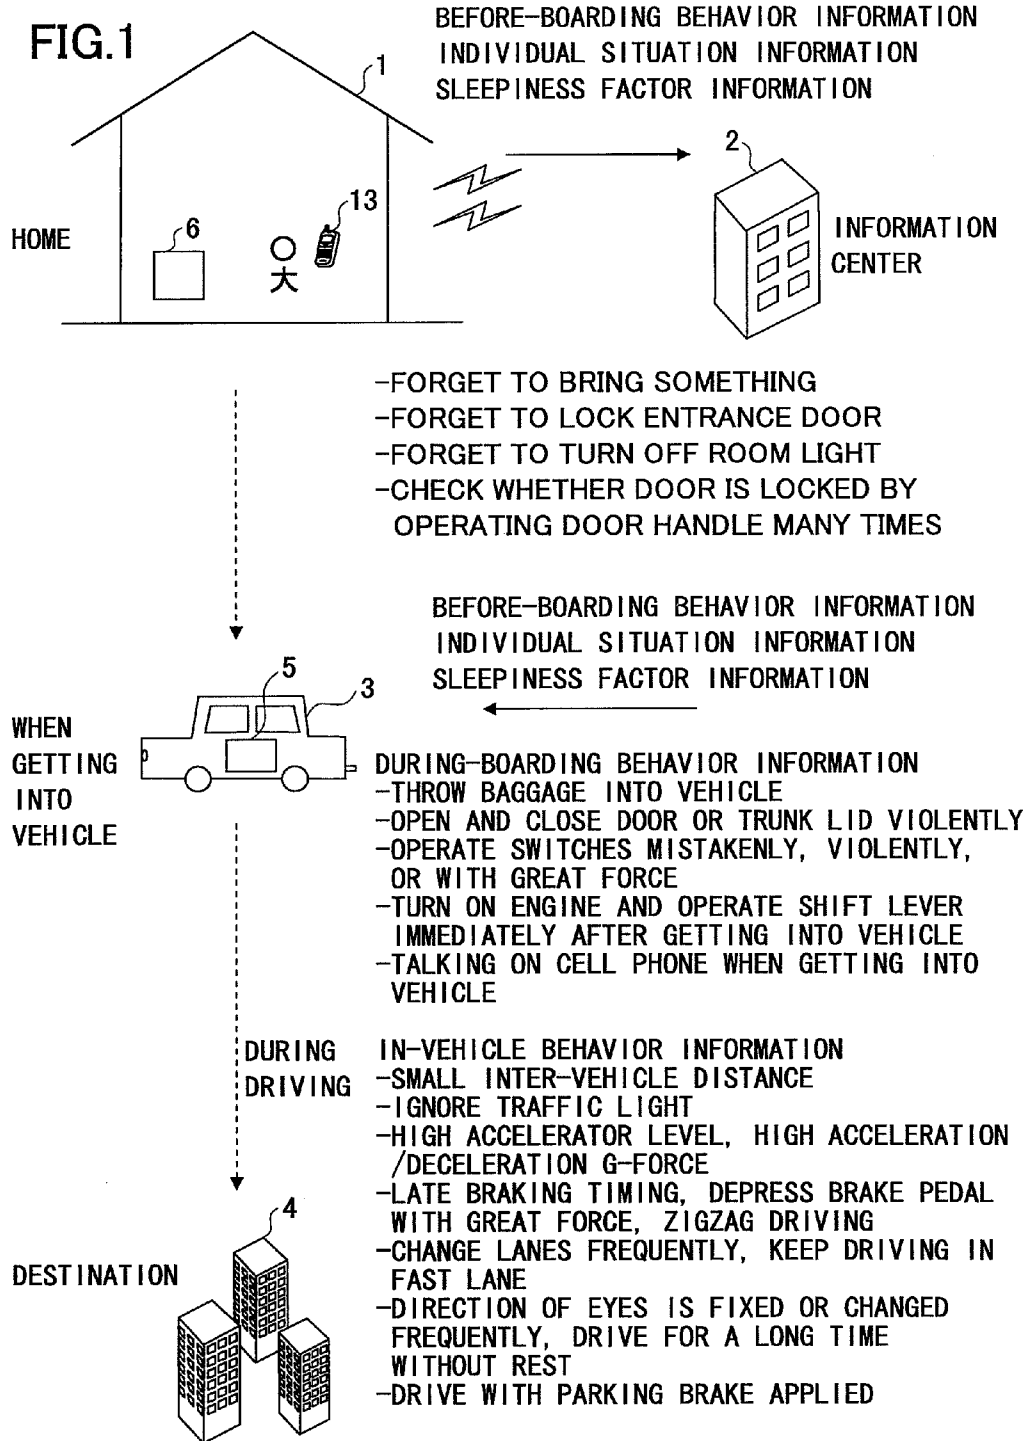 FIG.1
BEFORE-BOARDING BEHAVIOR INFORMATION
INDIVIDUAL SITUATION INFORMATION
SLEEPINESS FACTOR INFORMATION
1
2
13
6
HOME
大
INFORMATION
CENTER
-FORGET TO BRING SOMETHING
-FORGET TO LOCK ENTRANCE DOOR
-FORGET TO TURN OFF ROOM LIGHT
-CHECK WHETHER DOOR IS LOCKED BY
OPERATING DOOR HANDLE MANY TIMES
BEFORE-BOARDING BEHAVIOR INFORMATION
INDIVIDUAL SITUATION INFORMATION
SLEEPINESS FACTOR INFORMATION
5
3
WHEN
GETTING
INTO
VEHICLE
DURING-BOARDING BEHAVIOR INFORMATION
-THROW BAGGAGE INTO VEHICLE
-OPEN AND CLOSE DOOR OR TRUNK LID VIOLENTLY
-OPERATE SWITCHES MISTAKENLY, VIOLENTLY,
OR WITH GREAT FORCE
-TURN ON ENGINE AND OPERATE SHIFT LEVER
IMMEDIATELY AFTER GETTING INTO VEHICLE
-TALKING ON CELL PHONE WHEN GETTING INTO
VEHICLE
DURING
DRIVING
IN-VEHICLE BEHAVIOR INFORMATION
-SMALL INTER-VEHICLE DISTANCE
-IGNORE TRAFFIC LIGHT
-HIGH ACCELERATOR LEVEL, HIGH ACCELERATION
/DECELERATION G-FORCE
-LATE BRAKING TIMING, DEPRESS BRAKE PEDAL
WITH GREAT FORCE, ZIGZAG DRIVING
-CHANGE LANES FREQUENTLY, KEEP DRIVING IN
FAST LANE
-DIRECTION OF EYES IS FIXED OR CHANGED
FREQUENTLY, DRIVE FOR A LONG TIME
WITHOUT REST
-DRIVE WITH PARKING BRAKE APPLIED
4
DESTINATION